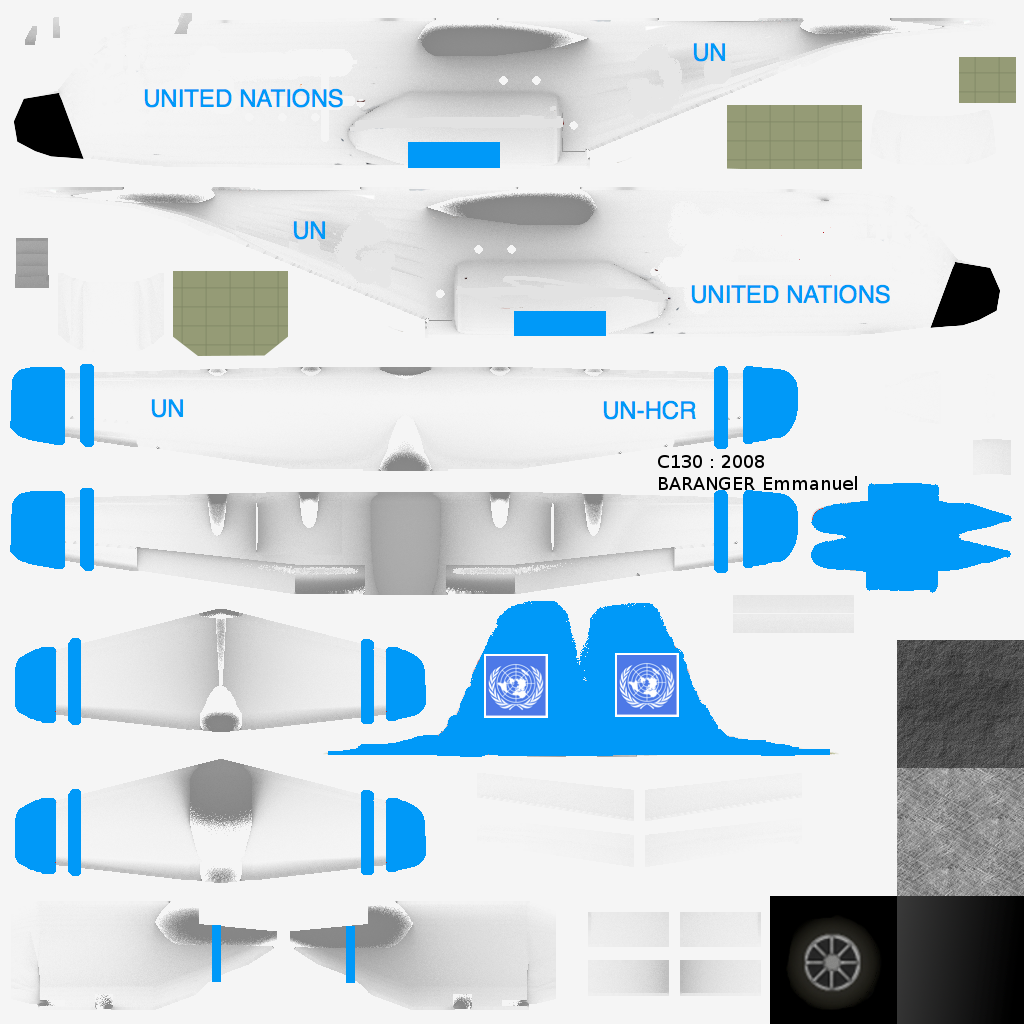 UN
UNITED NATIONS
UN
UNITED NATIONS
UN
UN-HCR
C130 : 2008
BARANGER Emmanuel